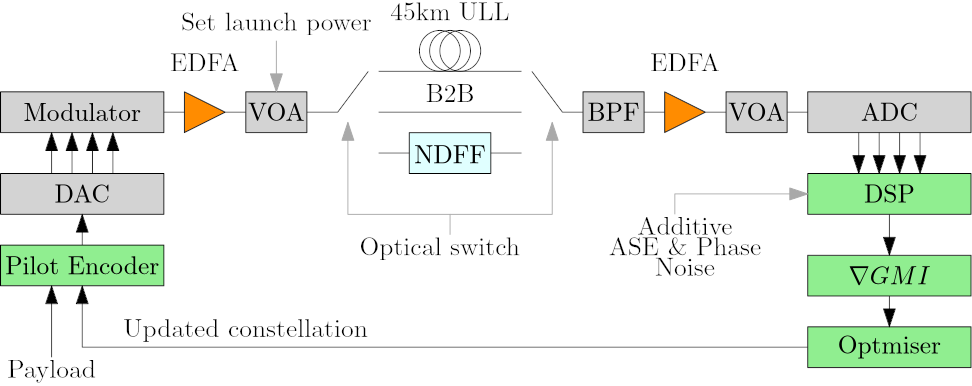 45km ULL
Set launch power
EDFA
EDFA
B2B
Modulator
VOA
BPF
VOA
ADC
NDFF
DAC
DSP
Additive
ASE & Phase
Noise
Optical switch
Pilot Encoder
∇GMI
Updated constellation
Optmiser
Payload